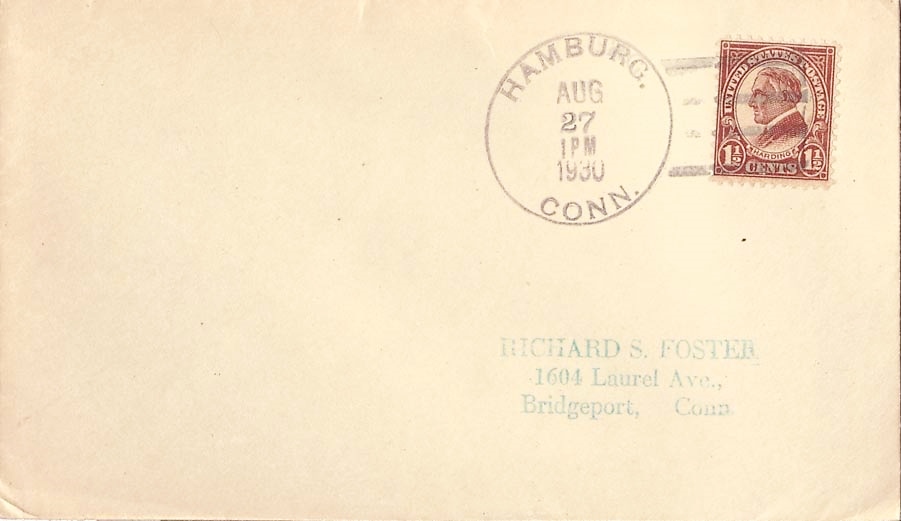 HAMBURG.
AUG
27
1 PM
1930
CONN.
UNITED STATES POSTAGE
HARDING
1½ CENTS 1½
RICHARD S. FOSTER
1604 Laurel Ave.,
Bridgeport, Conn.